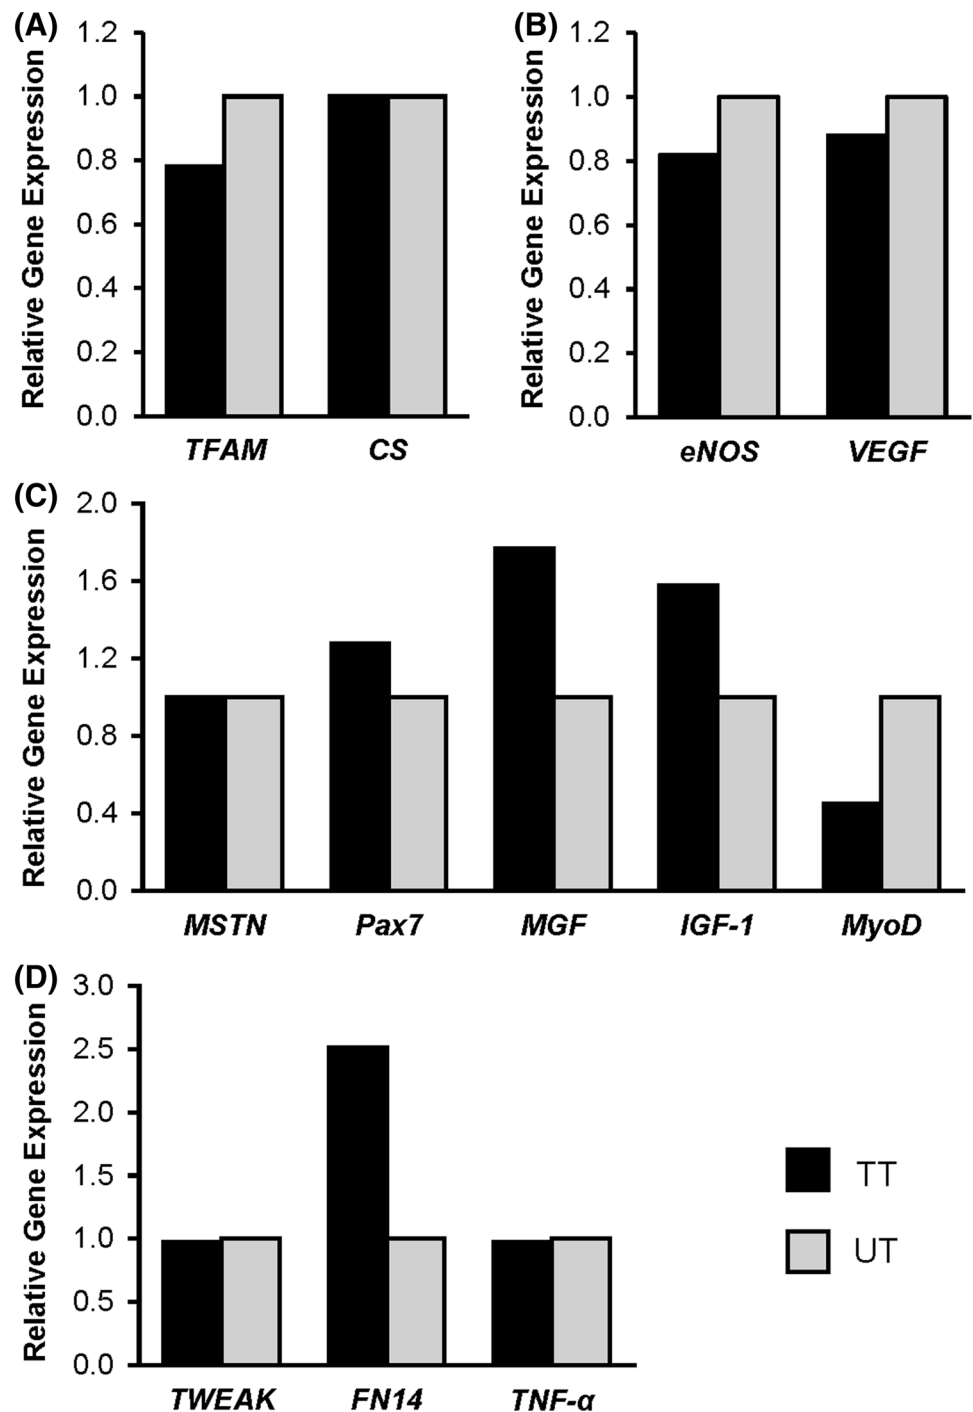 (A)
Relative Gene Expression
1.2
1.0
0.8
0.6
0.4
0.2
0.0
TFAM CS
(B)
Relative Gene Expression
1.2
1.0
0.8
0.6
0.4
0.2
0.0
eNOS VEGF
(C)
Relative Gene Expression
2.0
1.6
1.2
0.8
0.4
0.0
MSTN Pax7 MGF IGF-1 MyoD
(D)
Relative Gene Expression
3.0
2.5
2.0
1.5
1.0
0.5
0.0
TWEAK FN14 TNF-α
TT
UT